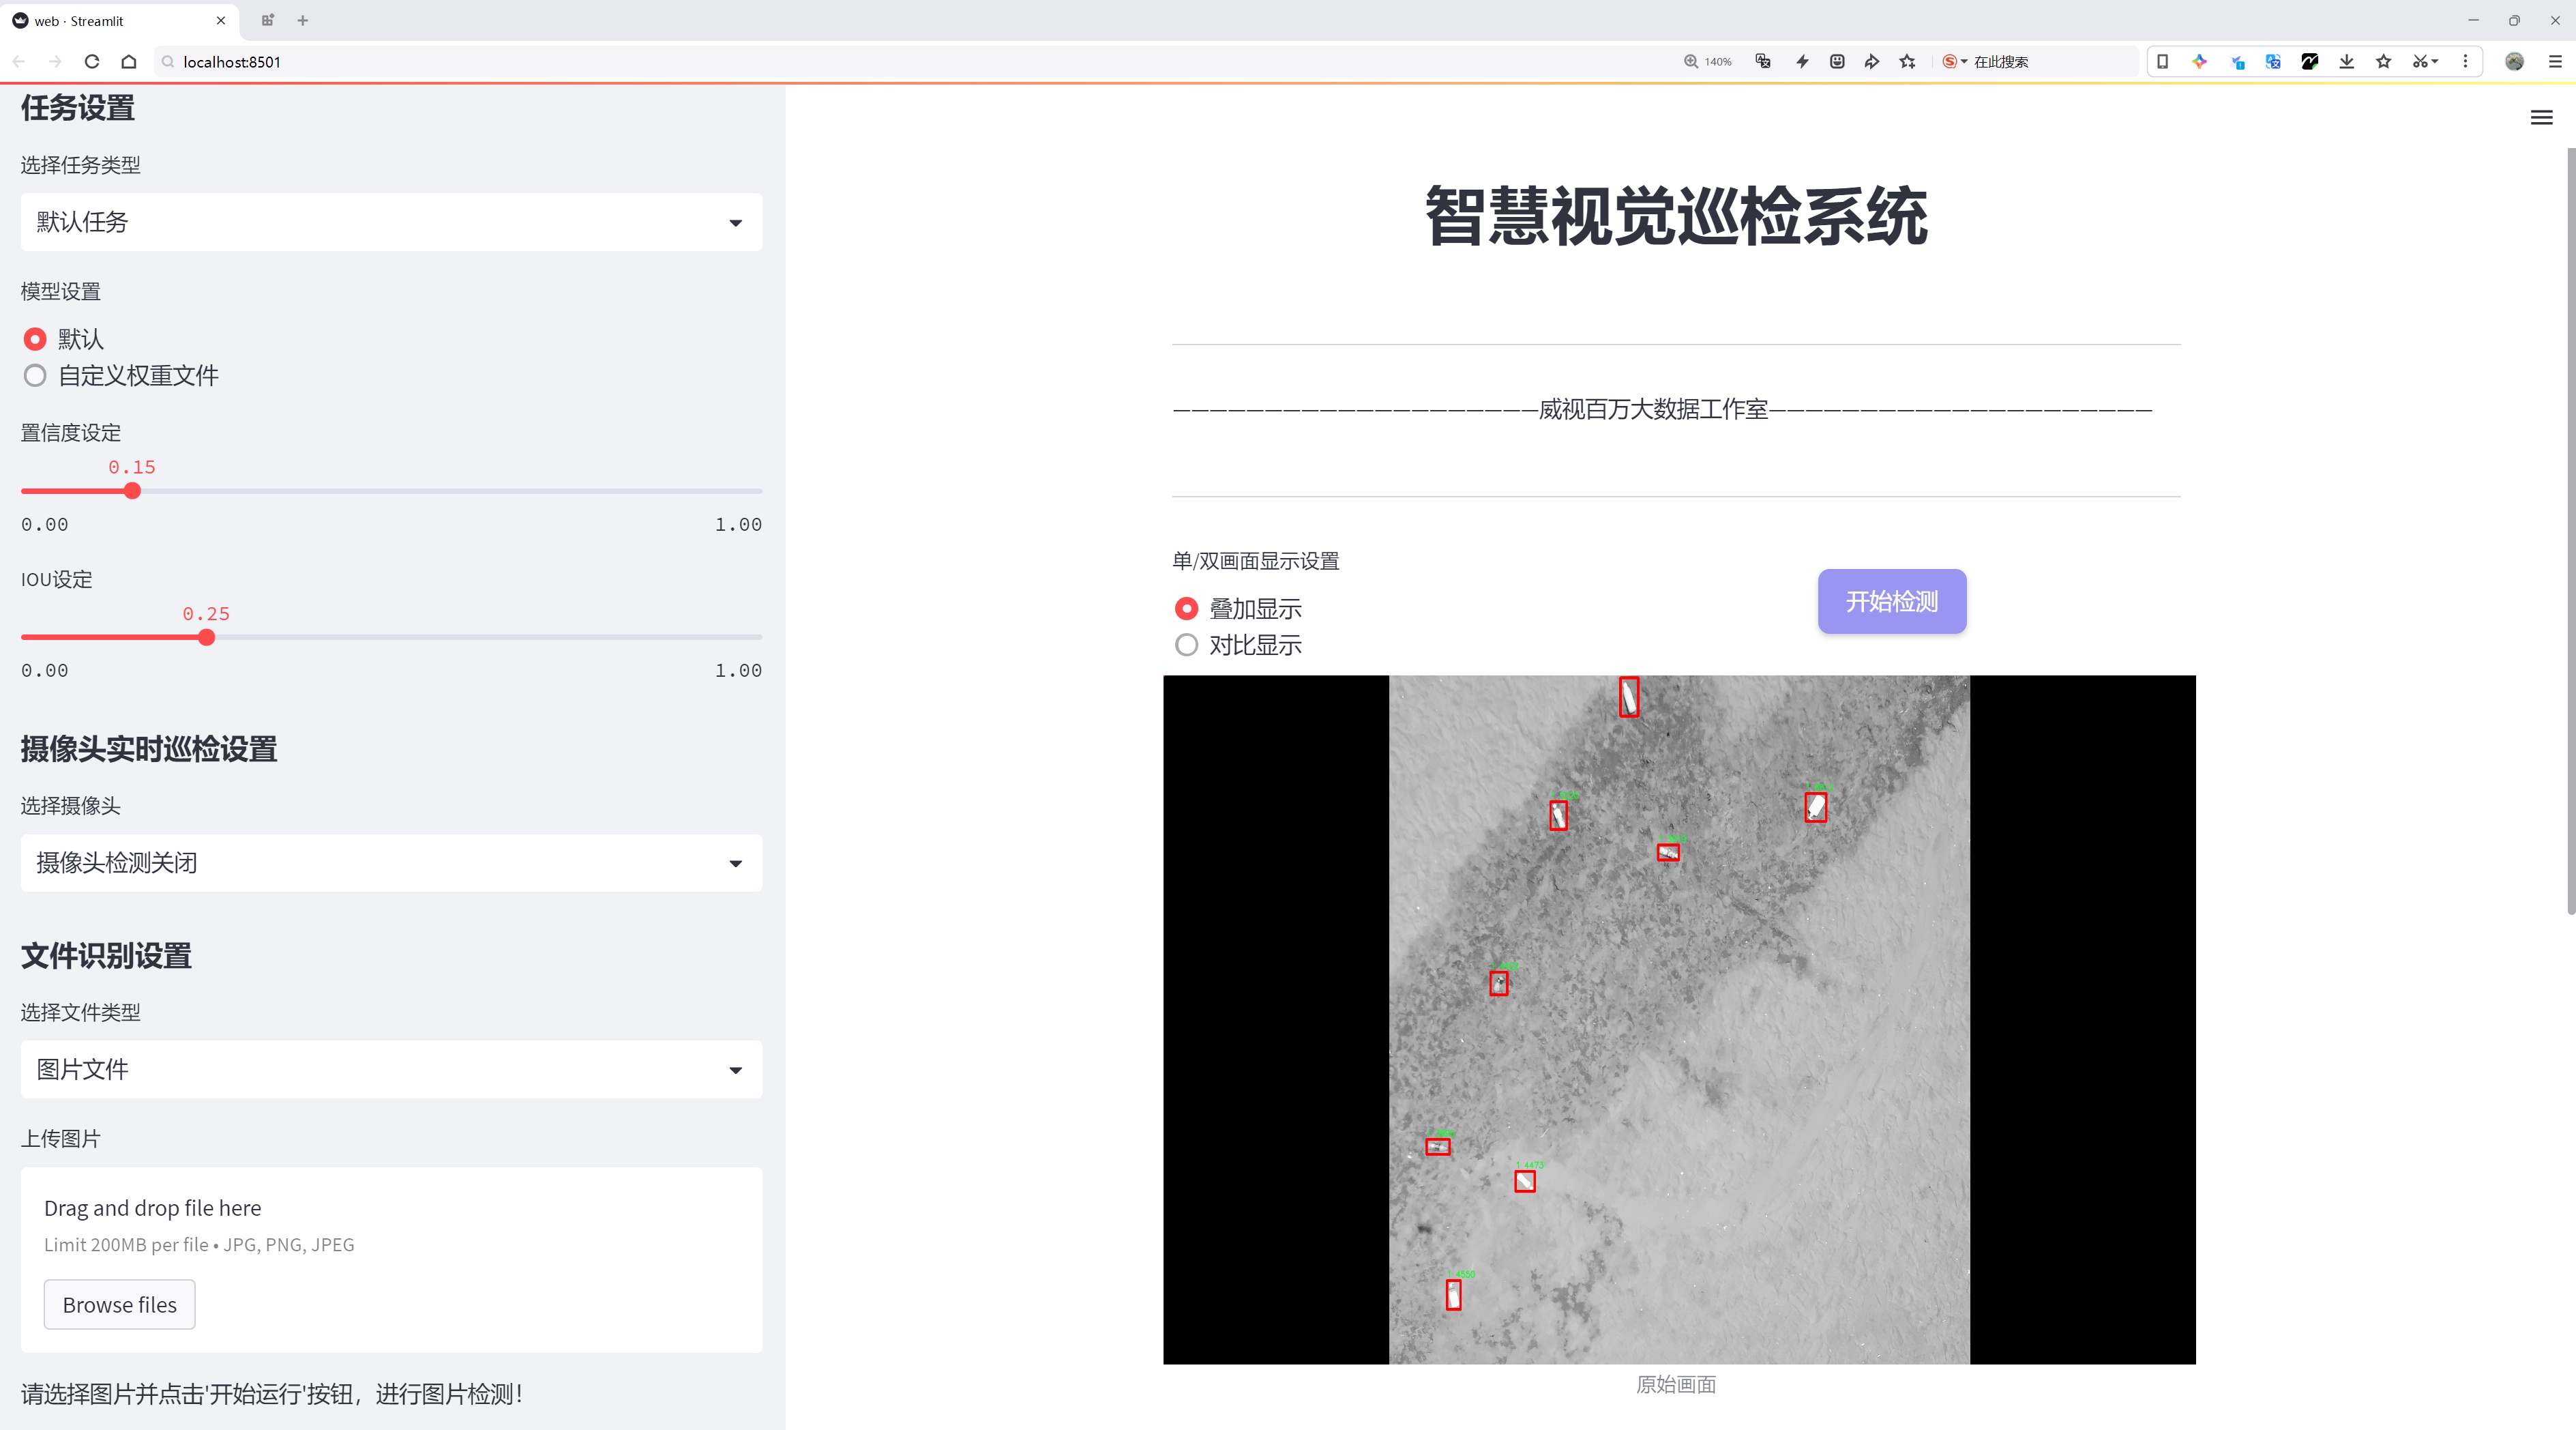 web · Streamlit
localhost:8501
140%
在此搜索
任务设置
选择任务类型
默认任务
模型设置
默认
自定义权重文件
置信度设定
0.15
0.00 1.00
IOU设定
0.25
0.00 1.00
摄像头实时巡检设置
选择摄像头
摄像头检测关闭
文件识别设置
选择文件类型
图片文件
上传图片
Drag and drop file here
Limit 200MB per file • JPG, PNG, JPEG
Browse files
请选择图片并点击'开始运行'按钮，进行图片检测！
智慧视觉巡检系统
————————————————————威视百万大数据工作室—————————————————————
单/双画面显示设置
叠加显示
对比显示
开始检测
4473
4550
原始画面